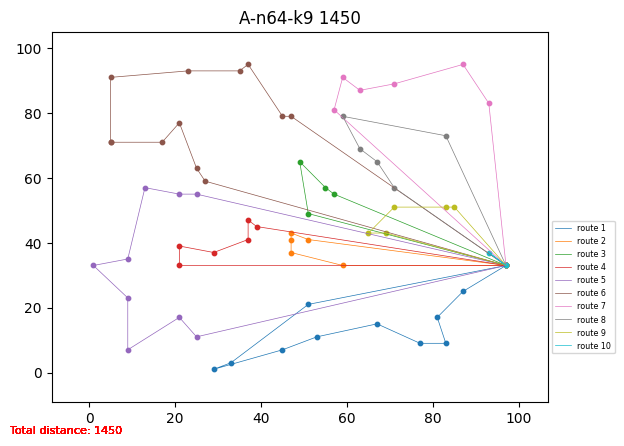 A-n64-k9 1450
100
80
60
40
20
0
0 20 40 60 80 100
route 1
route 2
route 3
route 4
route 5
route 6
route 7
route 8
route 9
route 10
Total distance: 1450